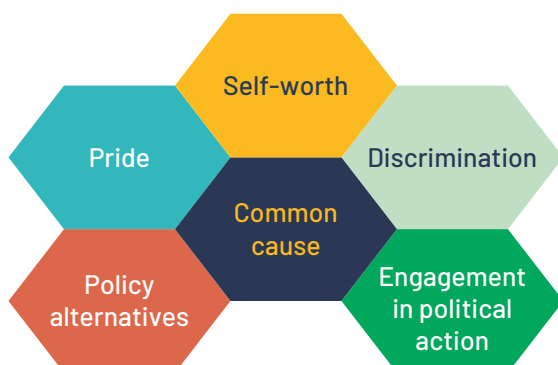 Self-worth
Pride
Discrimination
Common
cause
Policy
alternatives
Engagement
in political
action